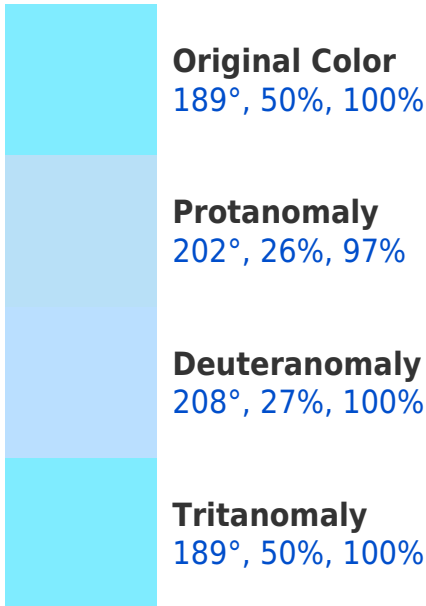 Original Color
189°, 50%, 100%
Protanomaly
202°, 26%, 97%
Deuteranomaly
208°, 27%, 100%
Tritanomaly
189°, 50%, 100%